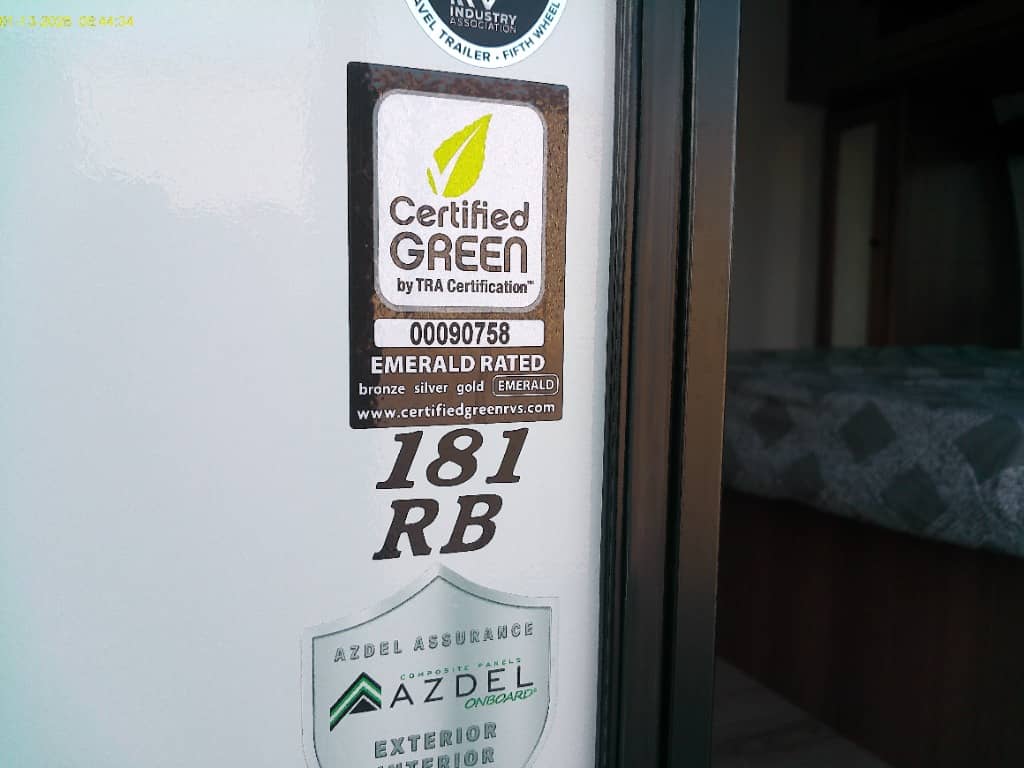 INDUSTRY
ASSOCIATION
TRAILER • FIFTH WHEEL
Certified
GREEN
by TRA Certification™
00090758
EMERALD RATED
bronze silver gold EMERALD
www.certifiedgreenrvs.com
181
RB
AZDEL ASSURANCE
COMPOSITE PANELS
AZDEL
ONBOARD®
EXTERIOR
INTERIOR